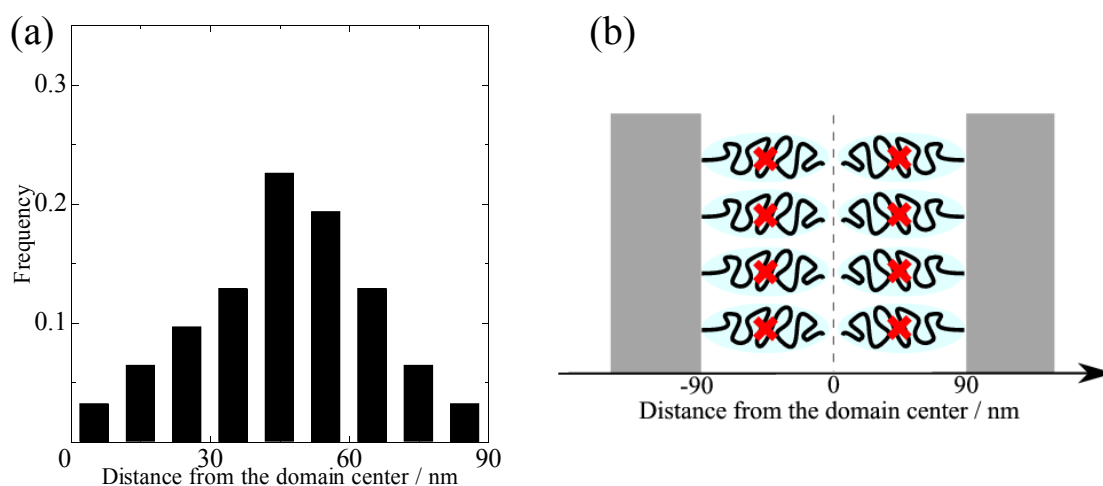 (a)
0.3
0.2
0.1
Frequency
0 30 60 90
Distance from the domain center / nm
(b)
-90 0 90
Distance from the domain center / nm